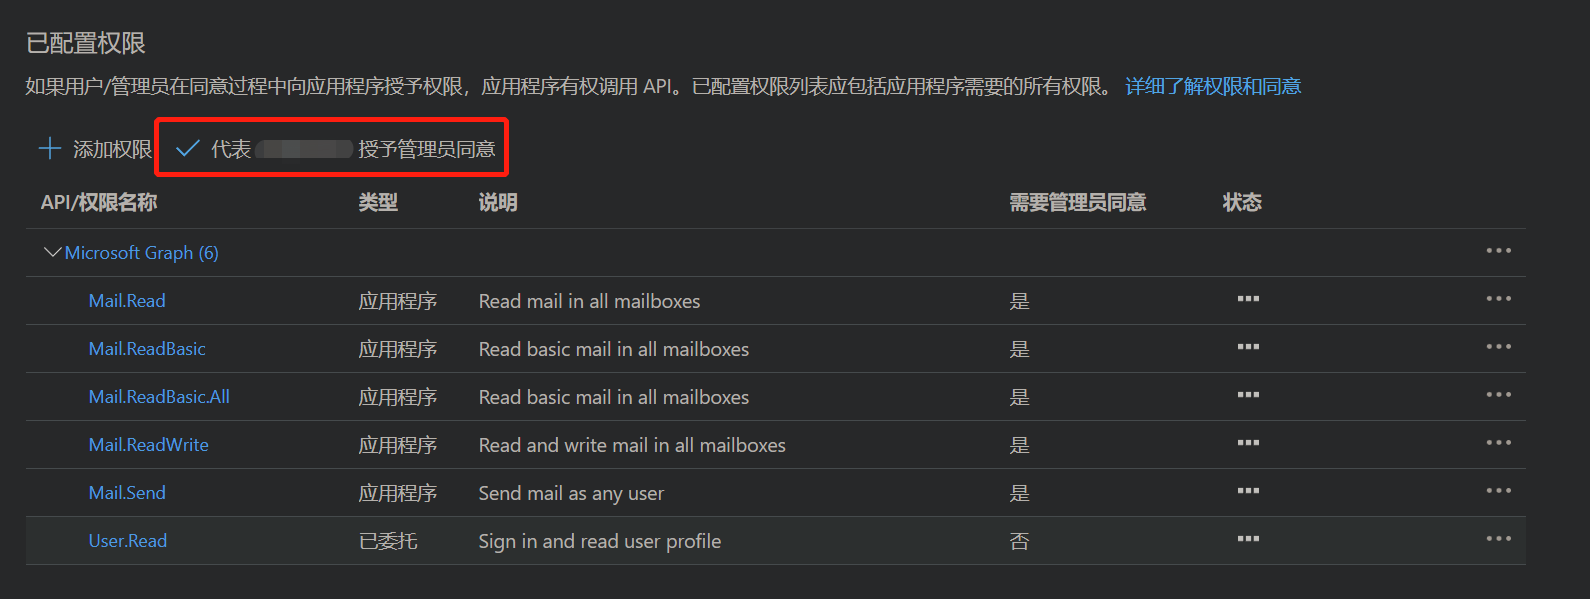 已配置权限
如果用户/管理员在同意过程中向应用程序授予权限，应用程序有权调用 API。已配置权限列表应包括应用程序需要的所有权限。 详细了解权限和同意
添加权限 代表 授予管理员同意
API/权限名称 类型 说明 需要管理员同意 状态
Microsoft Graph (6)
Mail.Read 应用程序 Read mail in all mailboxes 是
Mail.ReadBasic 应用程序 Read basic mail in all mailboxes 是
Mail.ReadBasic.All 应用程序 Read basic mail in all mailboxes 是
Mail.ReadWrite 应用程序 Read and write mail in all mailboxes 是
Mail.Send 应用程序 Send mail as any user 是
User.Read 已委托 Sign in and read user profile 否